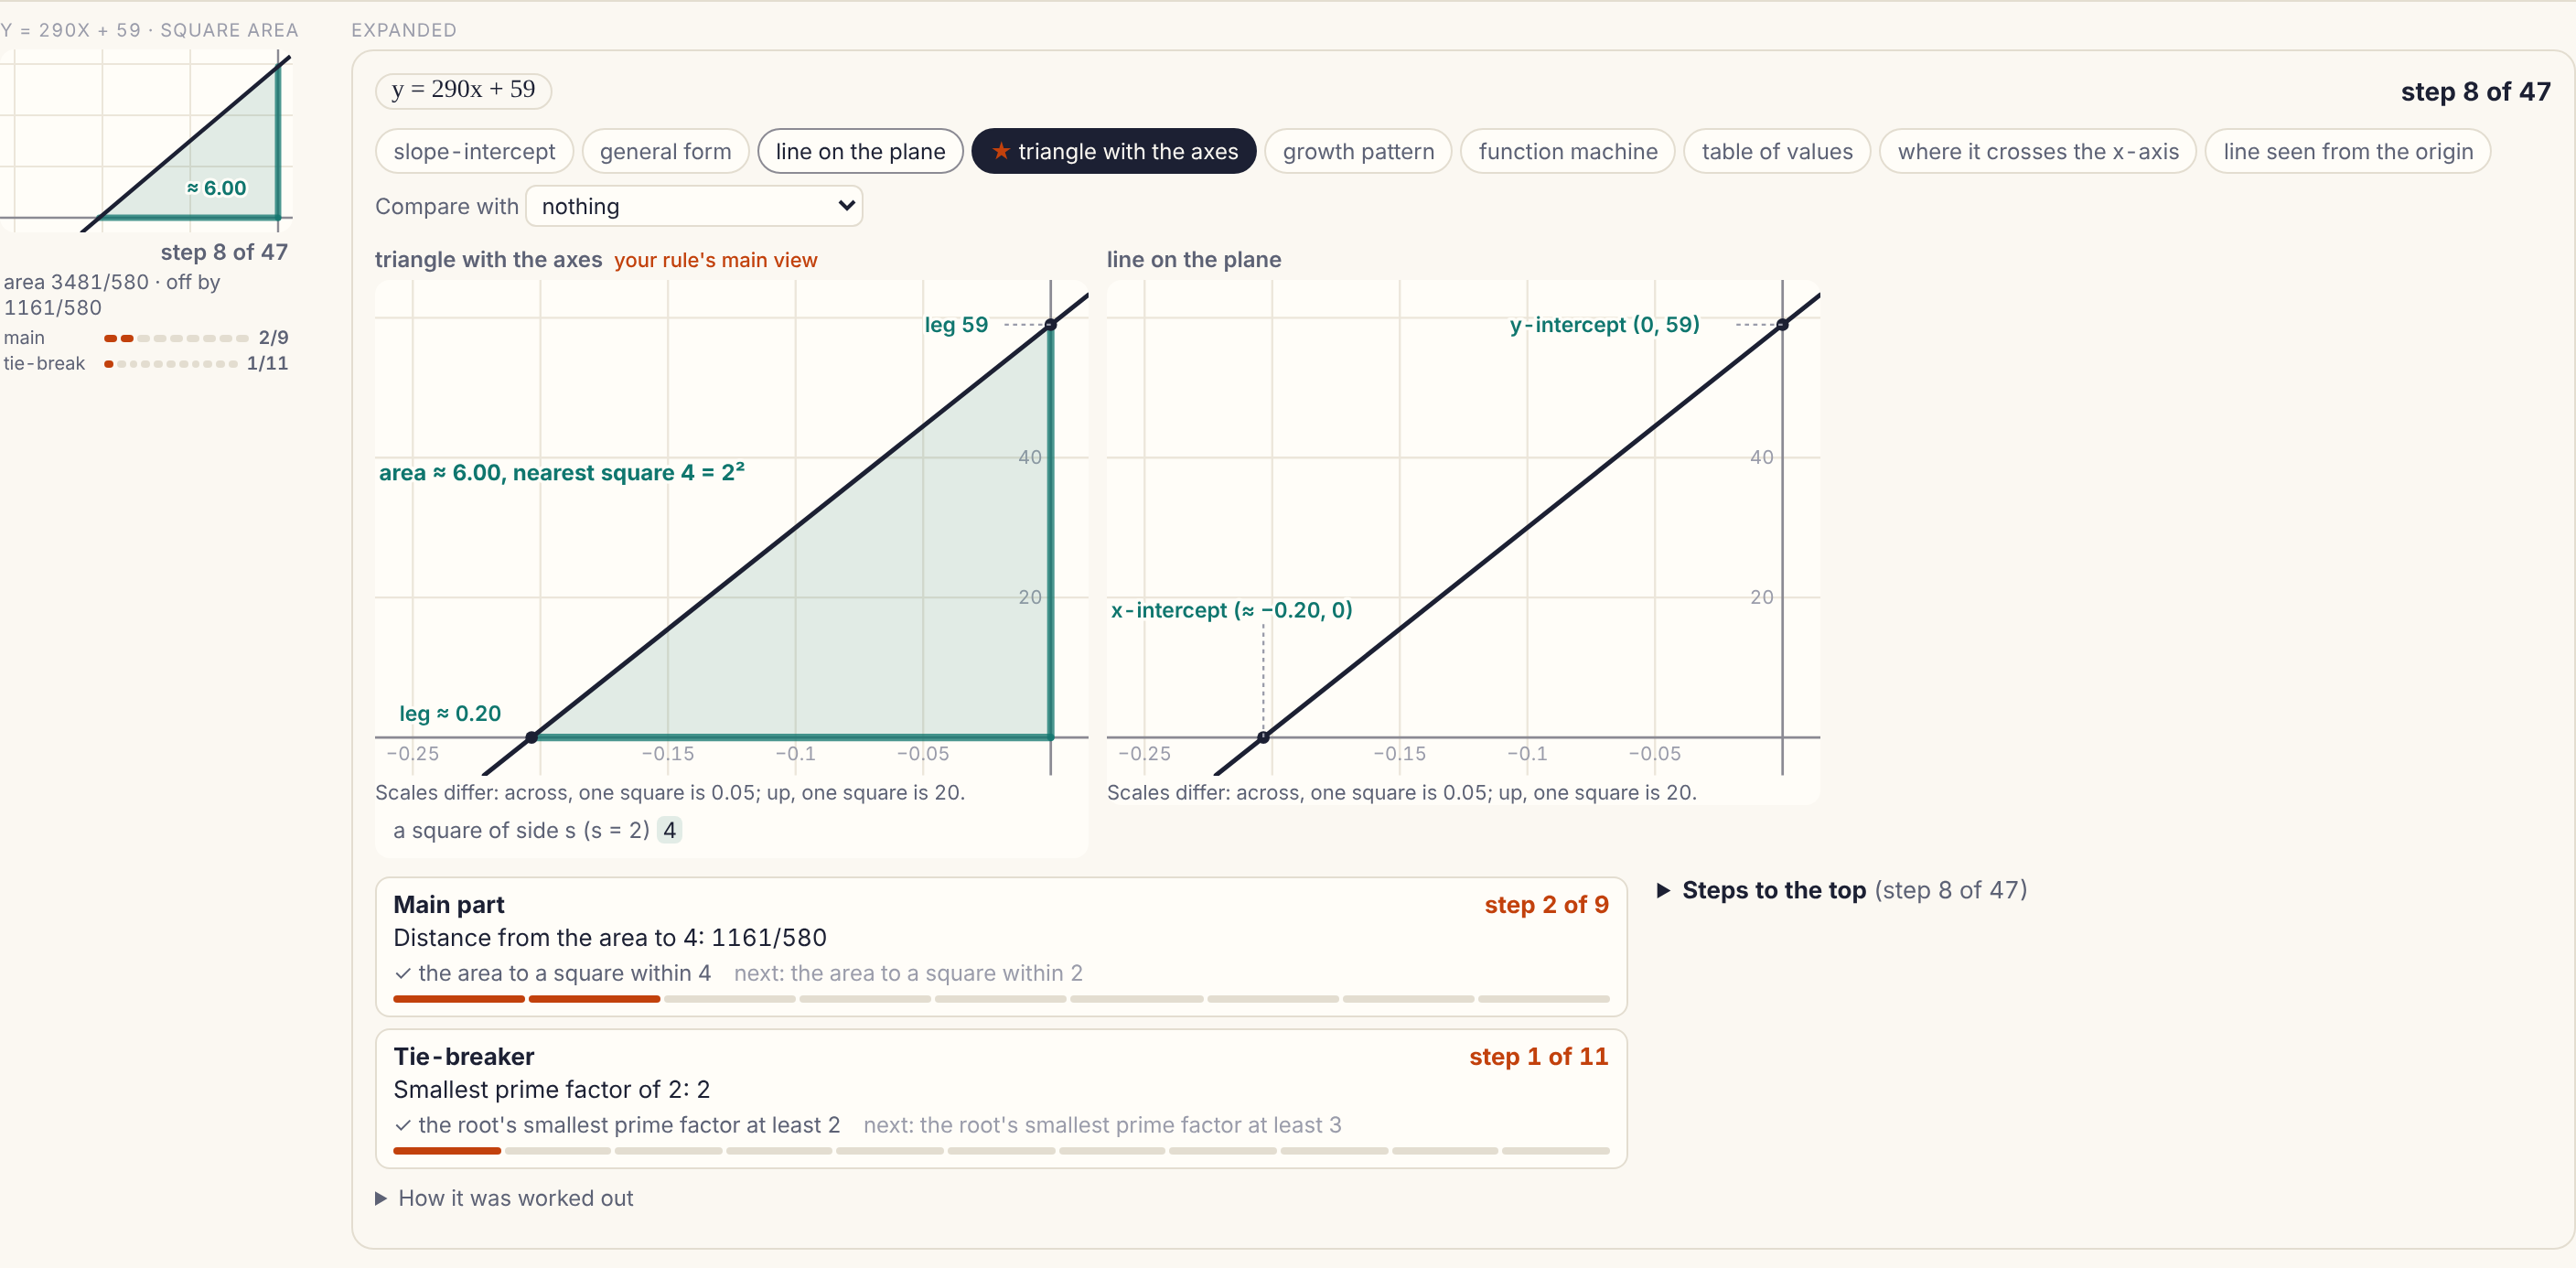 Y = 290X + 59 · SQUARE AREA
≈ 6.00
step 8 of 47
area 3481/580 · off by
1161/580
main 2/9
tie-break 1/11
EXPANDED
y = 290x + 59
step 8 of 47
slope-intercept general form line on the plane ★ triangle with the axes growth pattern function machine table of values where it crosses the x-axis line seen from the origin
Compare with nothing
triangle with the axes your rule's main view
leg 59
40
area ≈ 6.00, nearest square 4 = 2²
20
leg ≈ 0.20
−0.25 −0.15 −0.1 −0.05
Scales differ: across, one square is 0.05; up, one square is 20.
a square of side s (s = 2) 4
line on the plane
y-intercept (0, 59)
40
20
x-intercept (≈ −0.20, 0)
−0.25 −0.15 −0.1 −0.05
Scales differ: across, one square is 0.05; up, one square is 20.
Main part step 2 of 9
Distance from the area to 4: 1161/580
✓ the area to a square within 4 next: the area to a square within 2
Tie-breaker step 1 of 11
Smallest prime factor of 2: 2
✓ the root's smallest prime factor at least 2 next: the root's smallest prime factor at least 3
▶ How it was worked out
▶ Steps to the top (step 8 of 47)